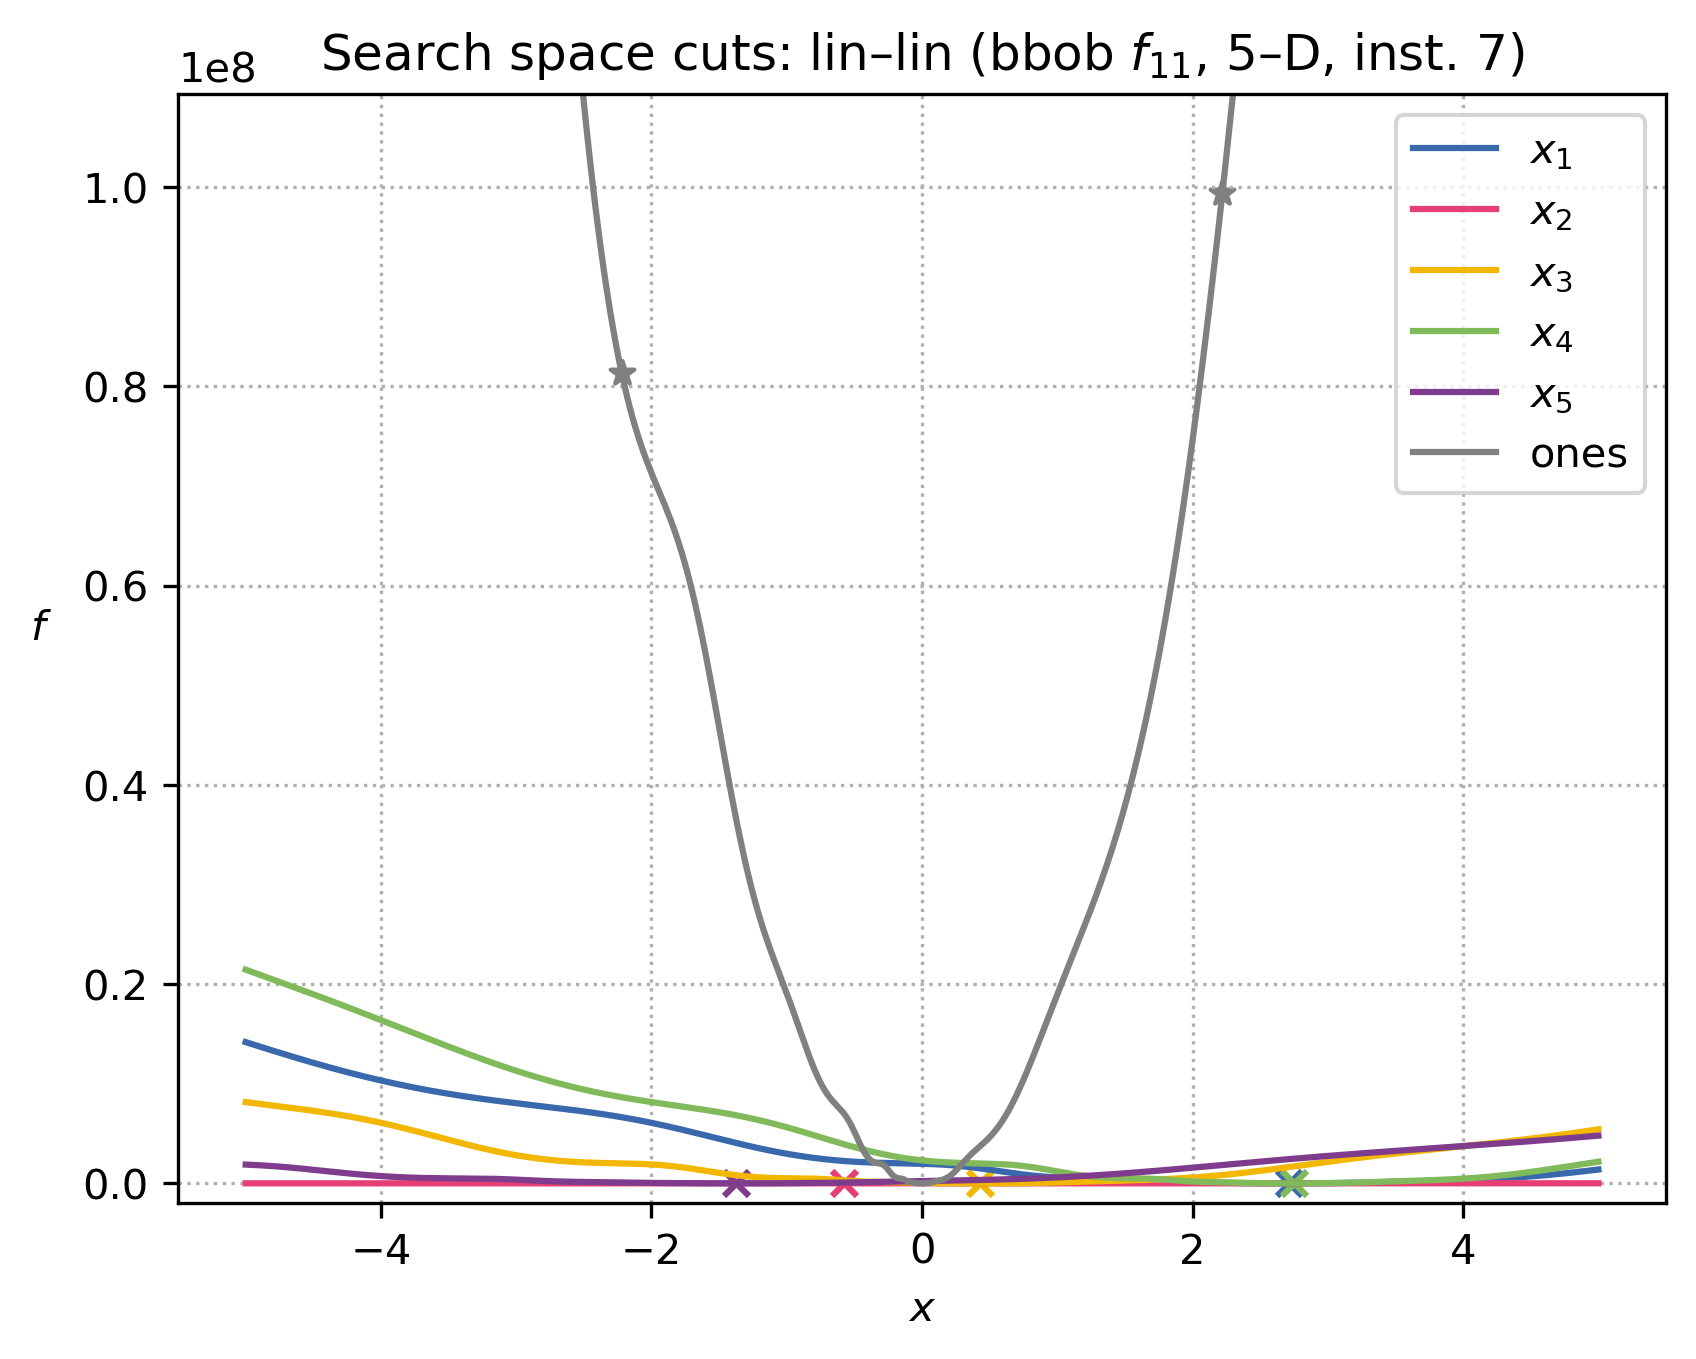 Search space cuts: lin–lin (bbob f₁₁, 5–D, inst. 7)
1e8
1.0
0.8
0.6
0.4
0.2
0.0
f
−4
−2
0
2
4
x
x₁
x₂
x₃
x₄
x₅
ones